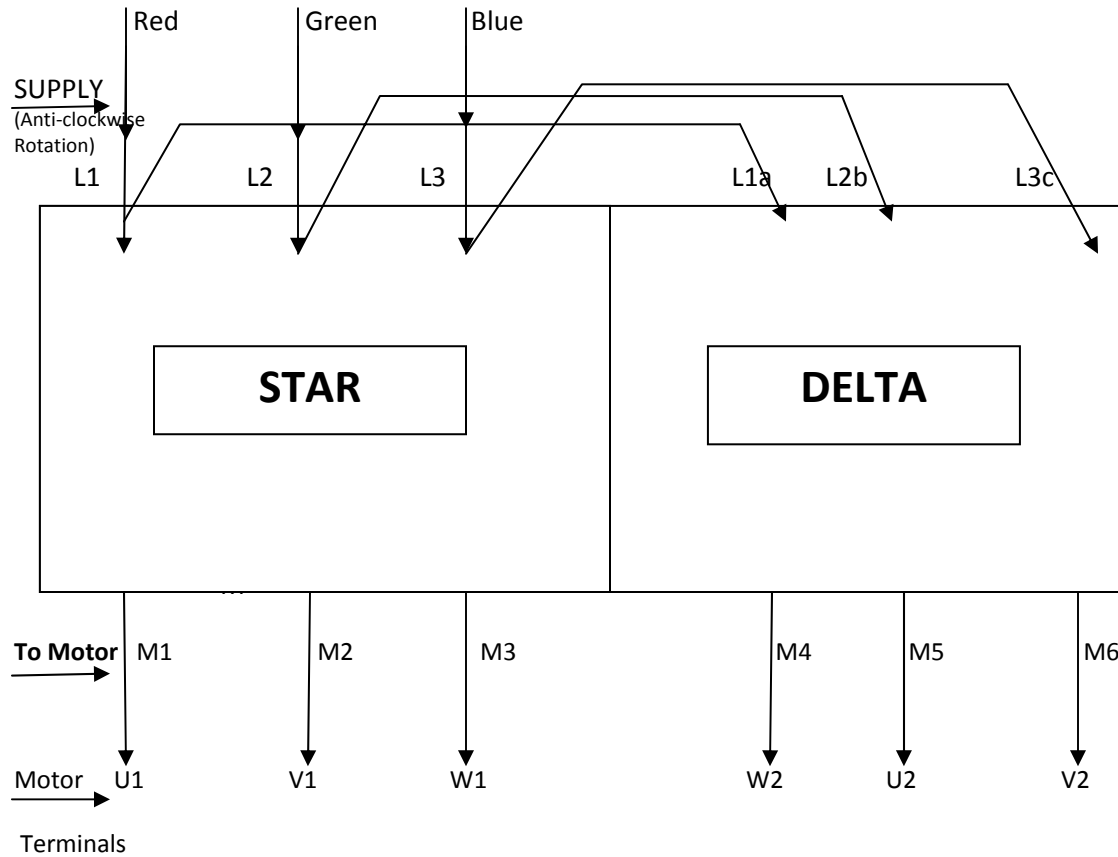 Red Green Blue
SUPPLY
(Anti-clockwise
Rotation)
L1 L2 L3 L1a L2b L3c
STAR DELTA
...
To Motor M1 M2 M3 M4 M5 M6
Motor U1 V1 W1 W2 U2 V2
Terminals